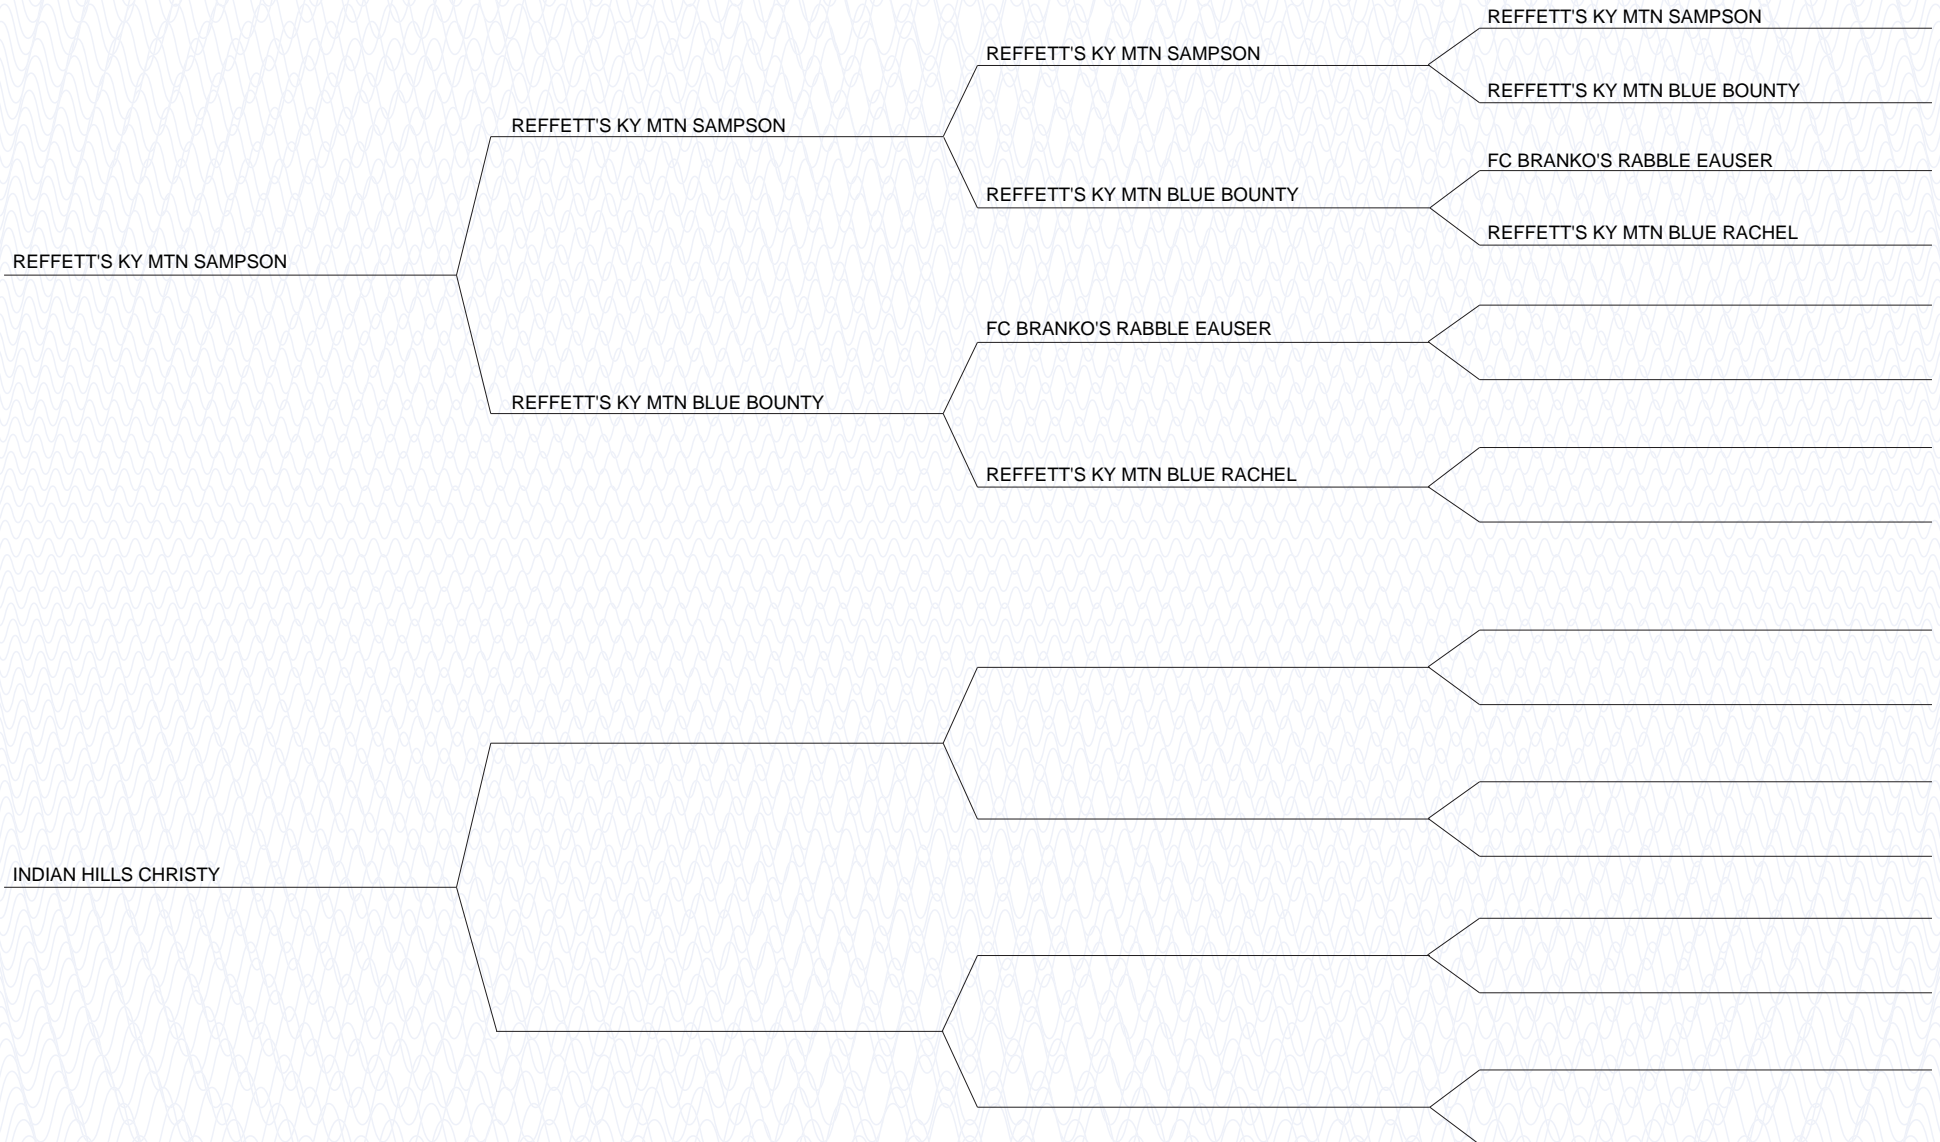 REFFETT'S KY MTN SAMPSON
REFFETT'S KY MTN SAMPSON
REFFETT'S KY MTN BLUE BOUNTY
REFFETT'S KY MTN SAMPSON
FC BRANKO'S RABBLE EAUSER
REFFETT'S KY MTN BLUE BOUNTY
REFFETT'S KY MTN BLUE RACHEL
REFFETT'S KY MTN SAMPSON
FC BRANKO'S RABBLE EAUSER
REFFETT'S KY MTN BLUE BOUNTY
REFFETT'S KY MTN BLUE RACHEL
INDIAN HILLS CHRISTY